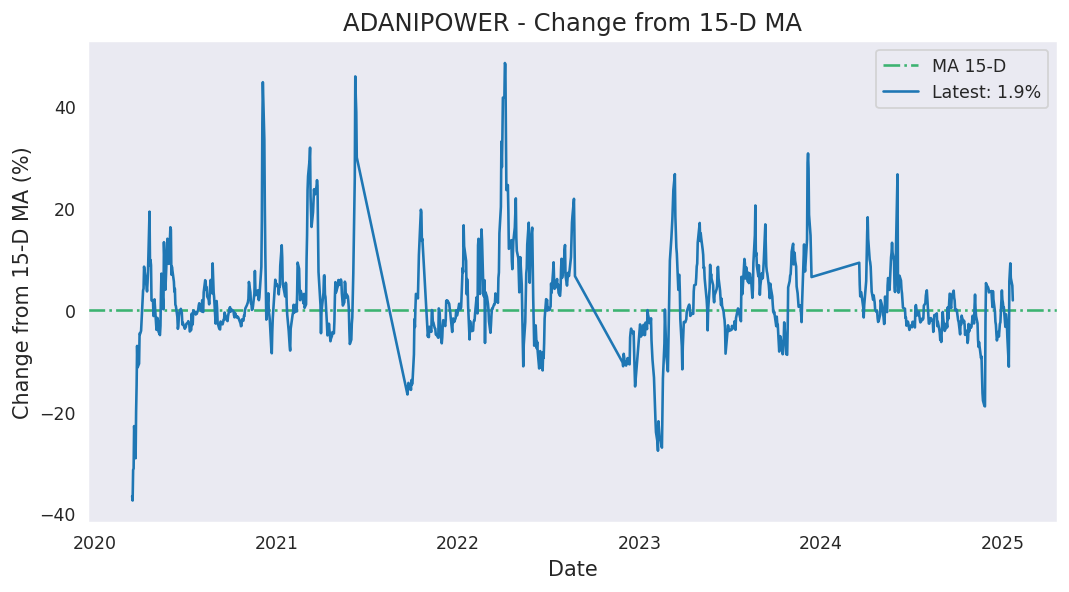 ADANIPOWER - Change from 15-D MA
MA 15-D
Latest: 1.9%
Change from 15-D MA (%)
40
20
0
−20
−40
2020
2021
2022
2023
2024
2025
Date